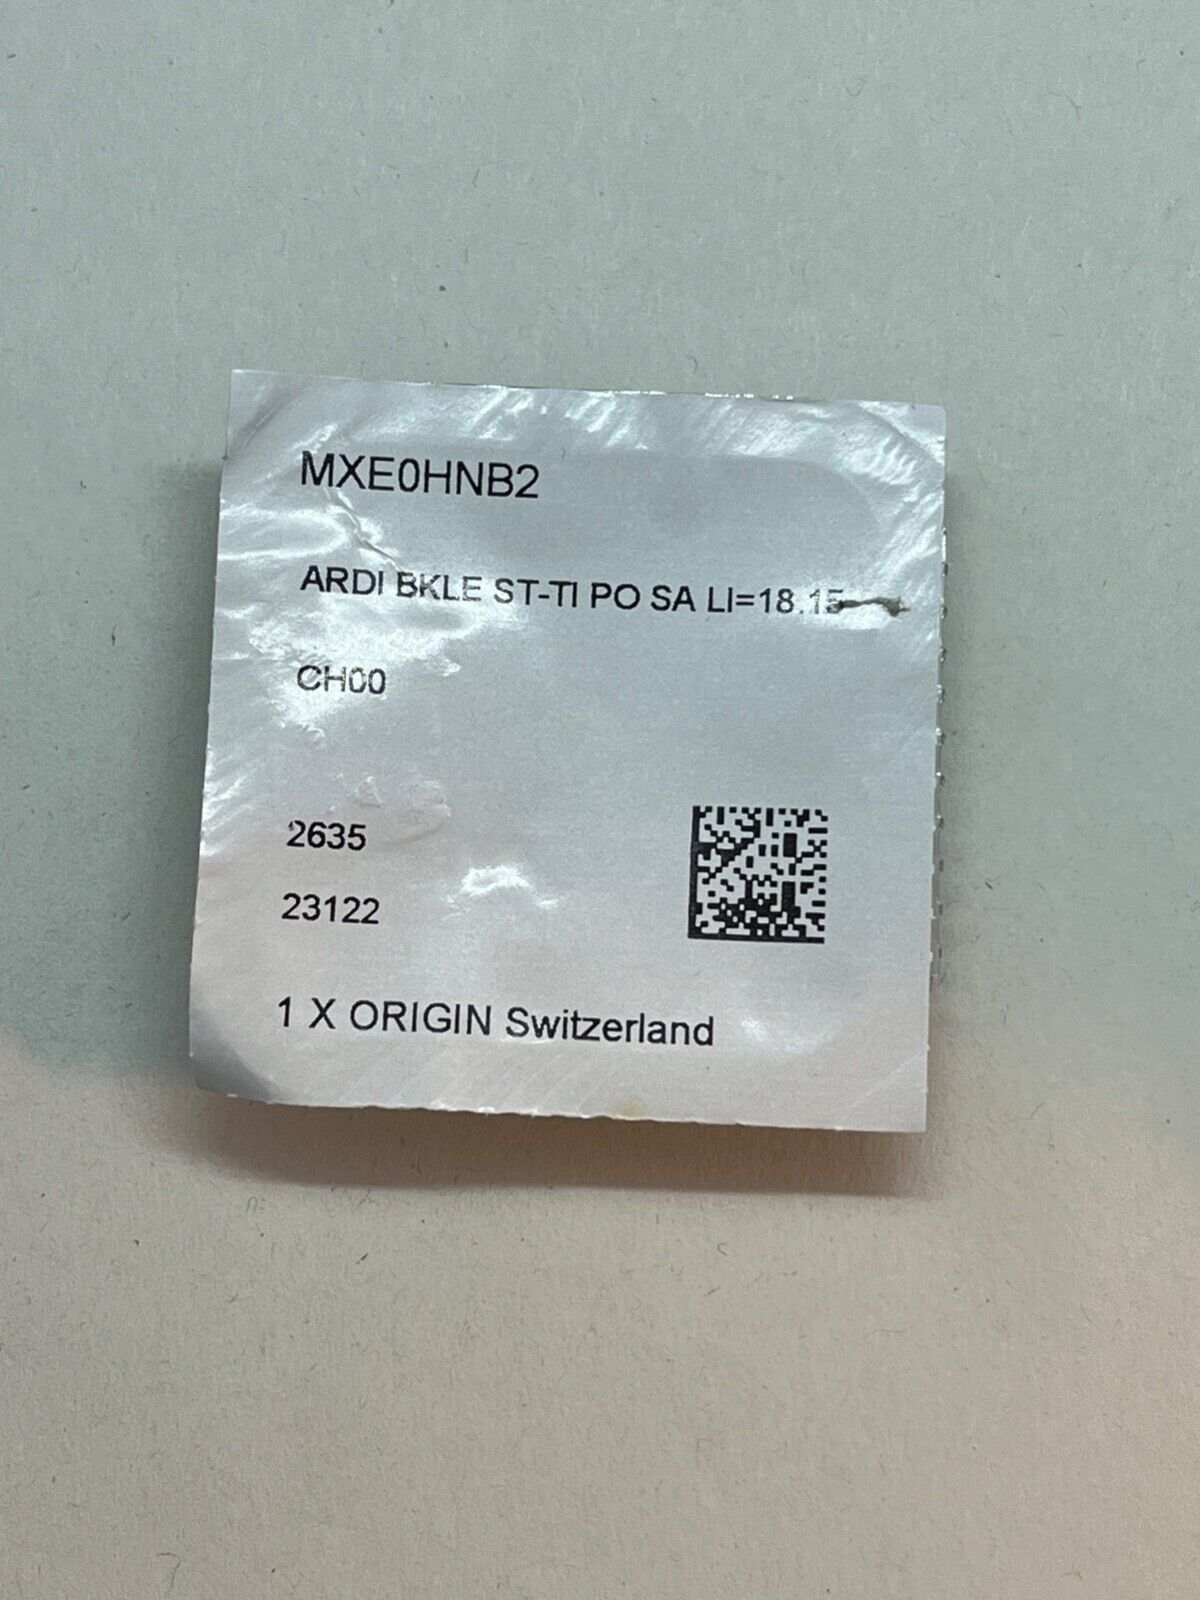 MXE0HNB2
ARDI BKLE ST-TI PO SA LI=18.15
CH00
2635
23122
1 X ORIGIN Switzerland